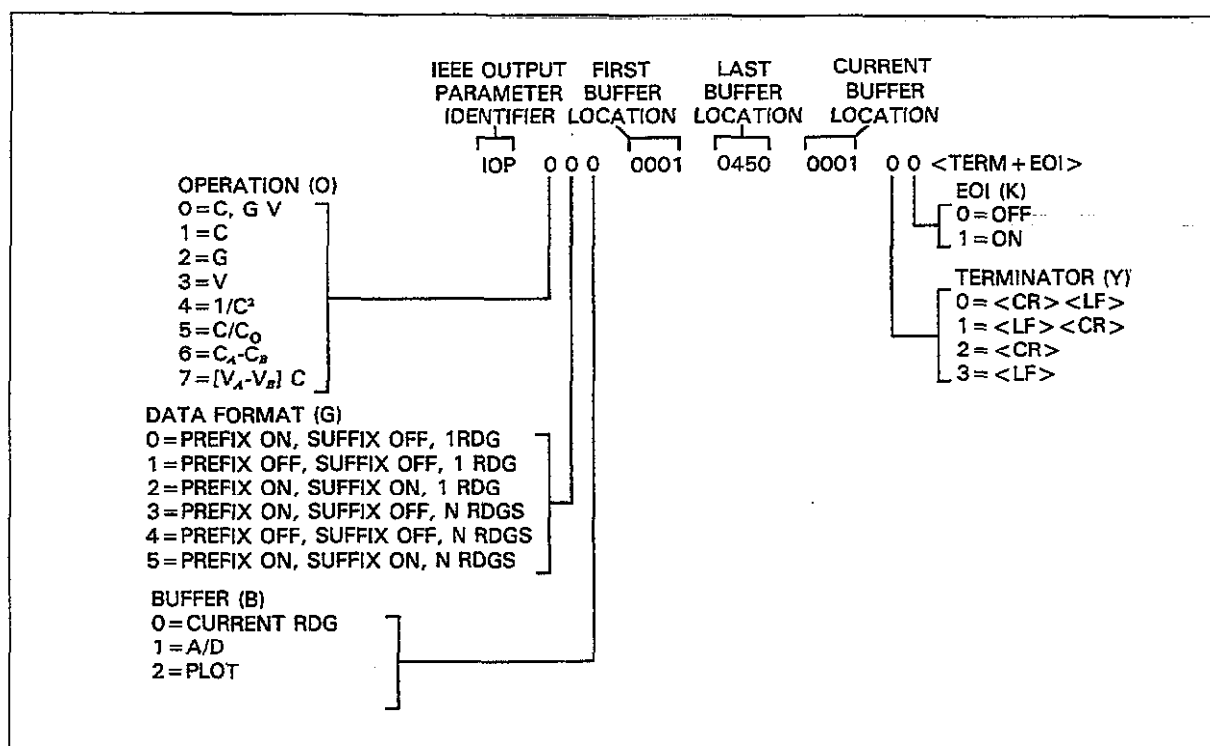 IEEE OUTPUT PARAMETER IDENTIFIER
FIRST BUFFER LOCATION
LAST BUFFER LOCATION
CURRENT BUFFER LOCATION
IOP 0 0 0 0001 0450 0001 0 0 <TERM+EOI>
OPERATION (O)
0=C, G V
1=C
2=G
3=V
4=1/C²
5=C/C_O
6=C_A-C_B
7=[V_A-V_B] C
EOI (K)
0=OFF
1=ON
TERMINATOR (Y)
0=<CR><LF>
1=<LF><CR>
2=<CR>
3=<LF>
DATA FORMAT (G)
0=PREFIX ON, SUFFIX OFF, 1RDG
1=PREFIX OFF, SUFFIX OFF, 1 RDG
2=PREFIX ON, SUFFIX ON, 1 RDG
3=PREFIX ON, SUFFIX OFF, N RDGS
4=PREFIX OFF, SUFFIX OFF, N RDGS
5=PREFIX ON, SUFFIX ON, N RDGS
BUFFER (B)
0=CURRENT RDG
1=A/D
2=PLOT